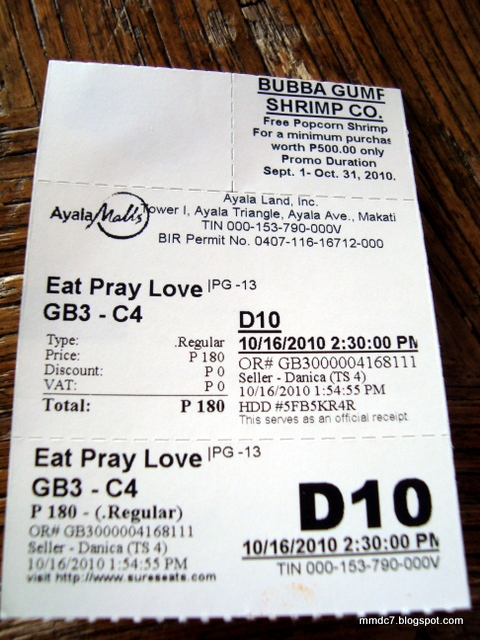 BUBBA GUMP
SHRIMP CO.
Free Popcorn Shrimp
For a minimum purchas
worth P500.00 only
Promo Duration
Sept. 1- Oct. 31, 2010.
Ayala Malls
Ayala Land, Inc.
Tower I, Ayala Triangle, Ayala Ave., Makati
TIN 000-153-790-000V
BIR Permit No. 0407-116-16712-000
Eat Pray Love |PG -13
GB3 - C4
Type: .Regular
Price: P 180
Discount: P 0
VAT: P 0
Total: P 180
D10
10/16/2010 2:30:00 PM
OR# GB3000004168111
Seller - Danica (TS 4)
10/16/2010 1:54:55 PM
HDD #5FB5KR4R
This serves as an official receipt
Eat Pray Love |PG -13
GB3 - C4
P 180 - (.Regular)
OR# GB3000004168111
Seller - Danica (TS 4)
10/16/2010 1:54:55 PM
visit http://www.sureseats.com
D10
10/16/2010 2:30:00 PM
TIN 000-153-790-000V
mmdc7.blogspot.com